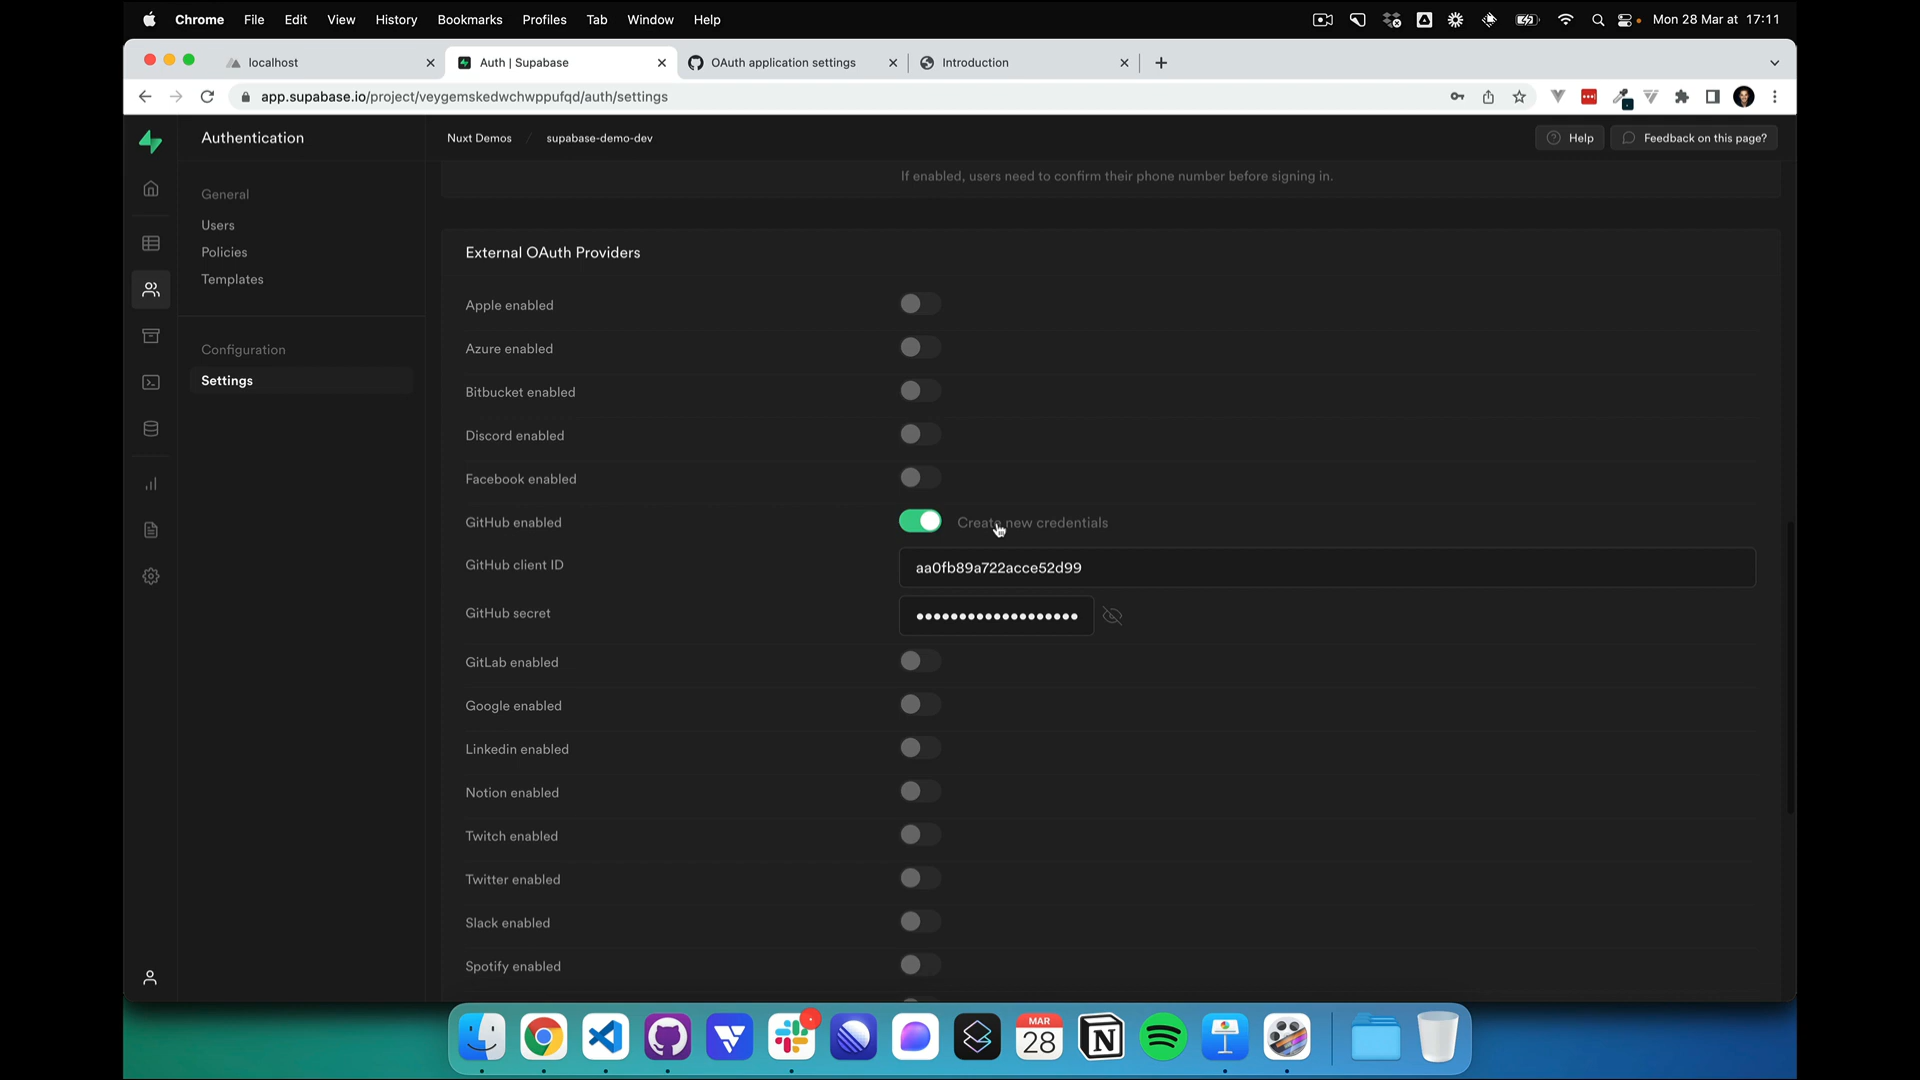 Chrome File Edit View History Bookmarks Profiles Tab Window Help Mon 28 Mar at 17:11
localhost Auth | Supabase OAuth application settings Introduction
app.supabase.io/project/veygemskedwchwppufqd/auth/settings
Authentication Nuxt Demos / supabase-demo-dev Help Feedback on this page?
If enabled, users need to confirm their phone number before signing in.
General
Users
Policies
Templates
Configuration
Settings
External OAuth Providers
Apple enabled
Azure enabled
Bitbucket enabled
Discord enabled
Facebook enabled
GitHub enabled Create new credentials
GitHub client ID aa0fb89a722acce52d99
GitHub secret
GitLab enabled
Google enabled
Linkedin enabled
Notion enabled
Twitch enabled
Twitter enabled
Slack enabled
Spotify enabled
MAR
28